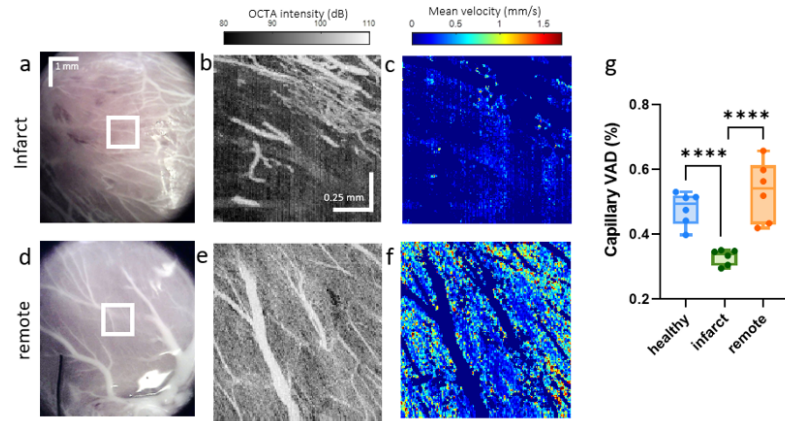 OCTA intensity (dB)
80 90 100 110
Mean velocity (mm/s)
0 0.5 1 1.5
a
b
c
g
Infarct
1 mm
0.25 mm
d
e
f
remote
Capillary VAD (%)
0.8
0.6
0.4
0.2
****
****
healthy
infarct
remote